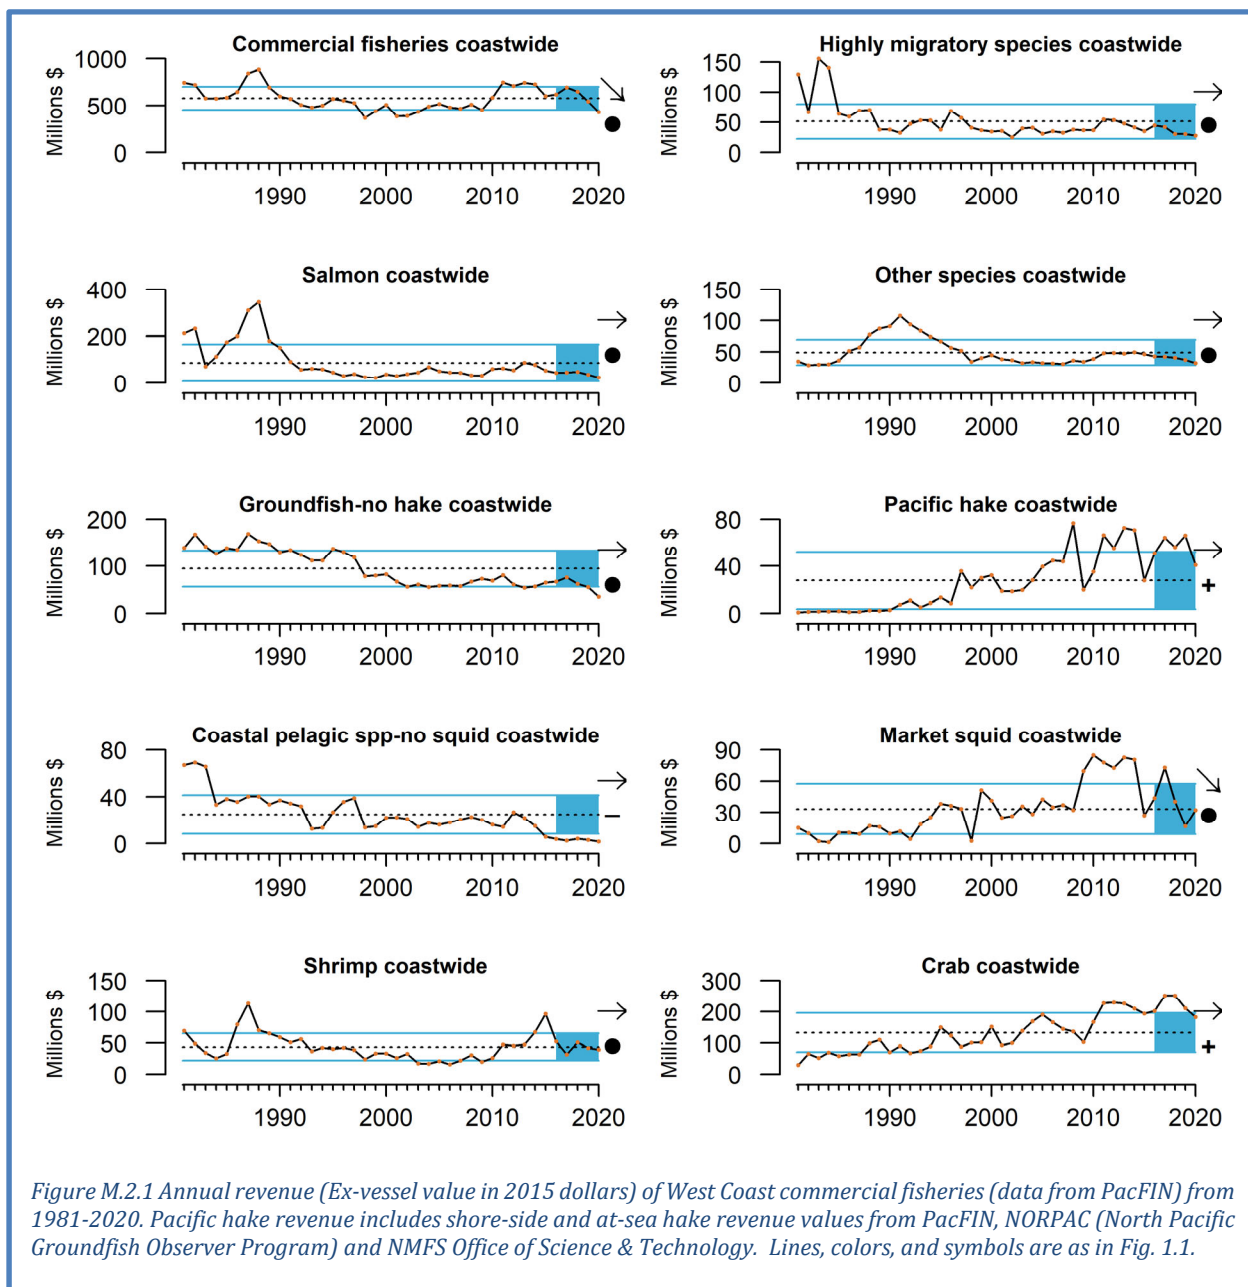 Commercial fisheries coastwide
Millions $
1000
500
0
1990 2000 2010 2020
Highly migratory species coastwide
Millions $
150
100
50
0
1990 2000 2010 2020
Salmon coastwide
Millions $
400
200
0
1990 2000 2010 2020
Other species coastwide
Millions $
150
100
50
0
1990 2000 2010 2020
Groundfish-no hake coastwide
Millions $
200
100
0
1990 2000 2010 2020
Pacific hake coastwide
Millions $
80
40
0
+
1990 2000 2010 2020
Coastal pelagic spp-no squid coastwide
Millions $
80
40
0
–
1990 2000 2010 2020
Market squid coastwide
Millions $
90
60
30
0
1990 2000 2010 2020
Shrimp coastwide
Millions $
150
100
50
0
1990 2000 2010 2020
Crab coastwide
Millions $
300
200
100
0
+
1990 2000 2010 2020
Figure M.2.1 Annual revenue (Ex-vessel value in 2015 dollars) of West Coast commercial fisheries (data from PacFIN) from
1981-2020. Pacific hake revenue includes shore-side and at-sea hake revenue values from PacFIN, NORPAC (North Pacific
Groundfish Observer Program) and NMFS Office of Science & Technology. Lines, colors, and symbols are as in Fig. 1.1.